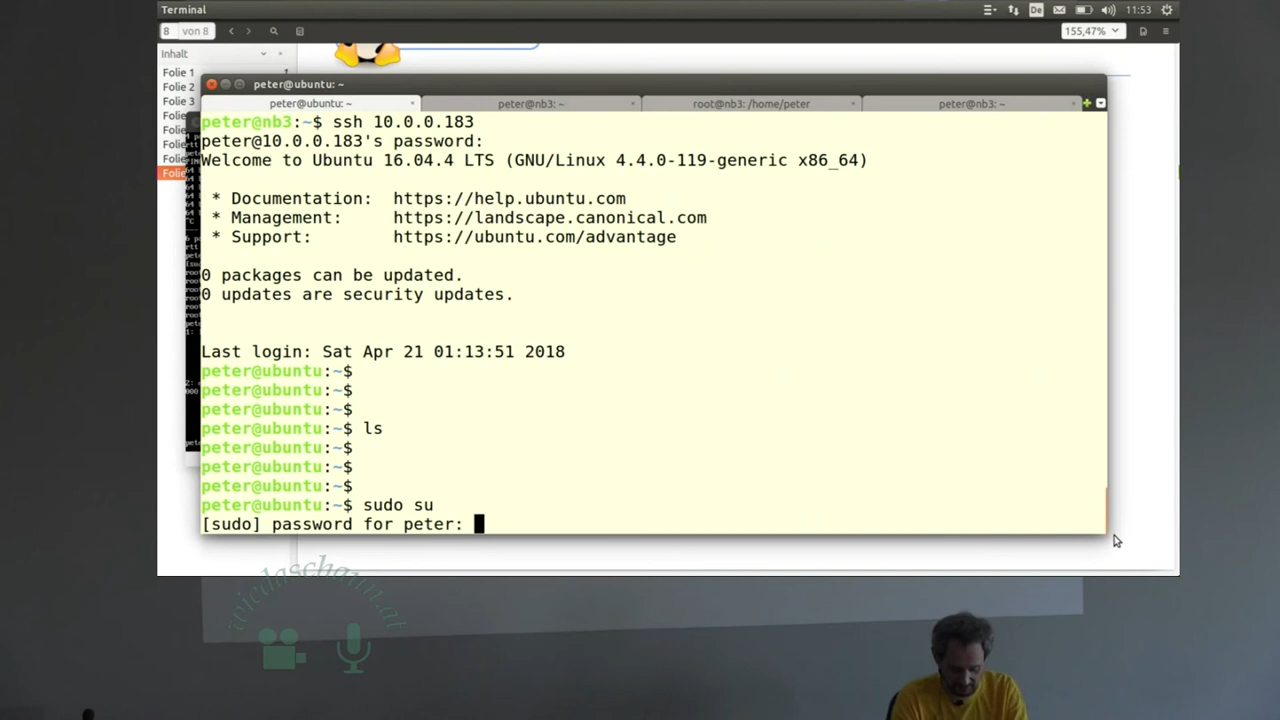 Terminal
De
11:53
8 von 8
155,47%
Inhalt
Folie 1
Folie 2
Folie 3
Folie
peter@ubuntu: ~
peter@ubuntu: ~
peter@nb3: ~
root@nb3: /home/peter
peter@nb3: ~
peter@nb3:~$ ssh 10.0.0.183
peter@10.0.0.183's password:
Welcome to Ubuntu 16.04.4 LTS (GNU/Linux 4.4.0-119-generic x86_64)
* Documentation: https://help.ubuntu.com
* Management: https://landscape.canonical.com
* Support: https://ubuntu.com/advantage
0 packages can be updated.
0 updates are security updates.
Last login: Sat Apr 21 01:13:51 2018
peter@ubuntu:~$
peter@ubuntu:~$
peter@ubuntu:~$
peter@ubuntu:~$ ls
peter@ubuntu:~$
peter@ubuntu:~$
peter@ubuntu:~$
peter@ubuntu:~$ sudo su
[sudo] password for peter:
wiedaschaun.at